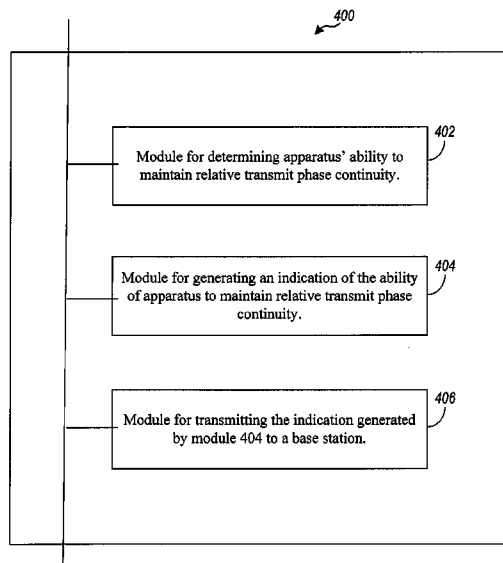 400
402
Module for determining apparatus' ability to
maintain relative transmit phase continuity.
404
Module for generating an indication of the ability
of apparatus to maintain relative transmit phase
continuity.
406
Module for transmitting the indication generated
by module 404 to a base station.